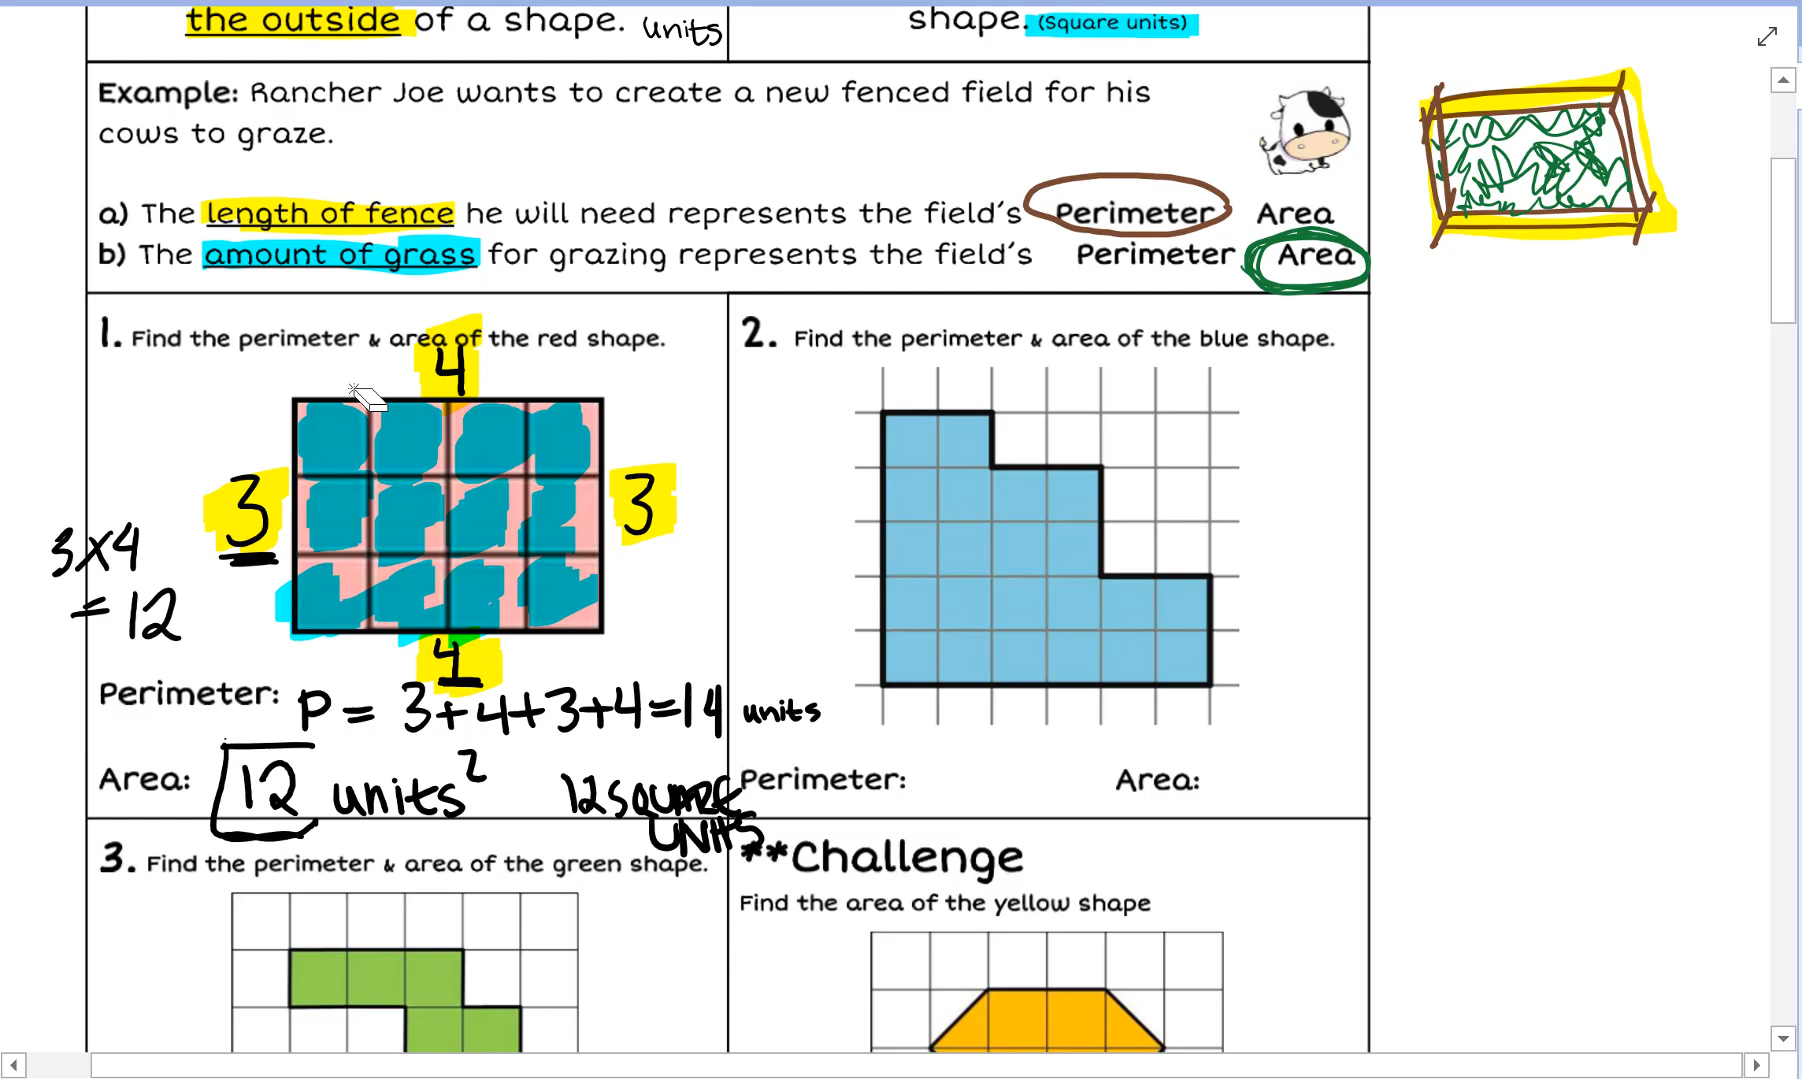 the outside of a shape. units
shape. (Square units)
Example: Rancher Joe wants to create a new fenced field for his
cows to graze.
a) The length of fence he will need represents the field's Perimeter Area
b) The amount of grass for grazing represents the field's Perimeter Area
1. Find the perimeter & area of the red shape.
4
3
3
3x4
= 12
4
Perimeter: P = 3+4+3+4=14 units
Area: 12 units²
12 SQUARE
UNITS
2. Find the perimeter & area of the blue shape.
Perimeter: Area:
3. Find the perimeter & area of the green shape.
**Challenge
Find the area of the yellow shape